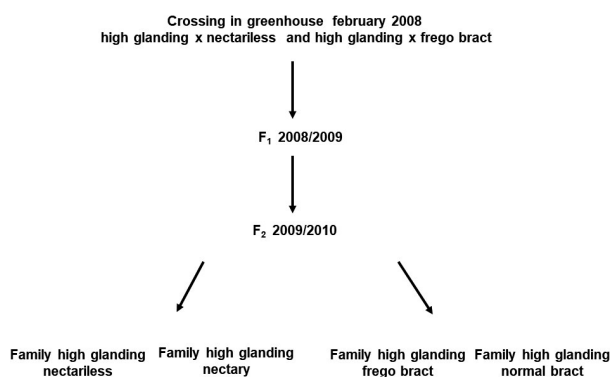 Crossing in greenhouse february 2008
high glanding x nectariless and high glanding x frego bract
F₁ 2008/2009
F₂ 2009/2010
Family high glanding
nectariless
Family high glanding
nectary
Family high glanding
frego bract
Family high glanding
normal bract